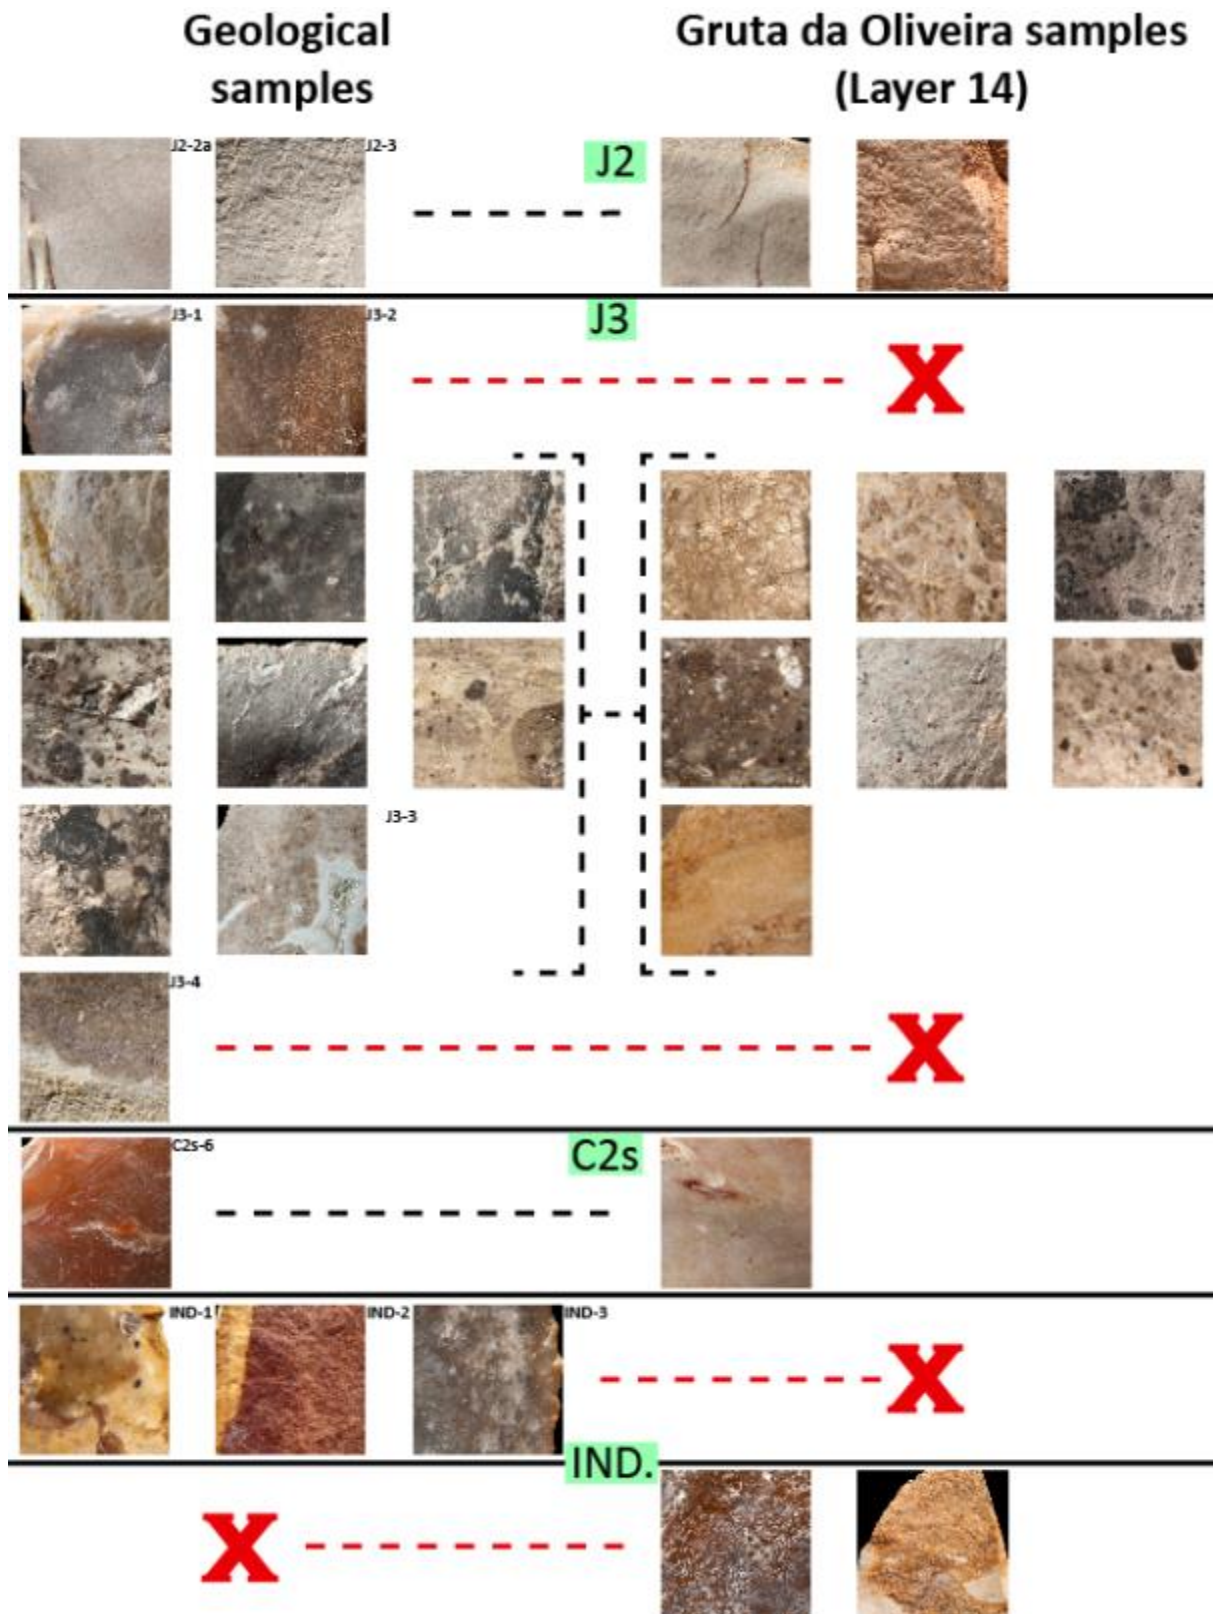 Geological
samples
Gruta da Oliveira samples
(Layer 14)
J2-2a
J2-3
J2
J3-1
J3-2
J3
X
J3-3
J3-4
X
C2s-6
C2s
IND-1
IND-2
IND-3
X
IND.
X